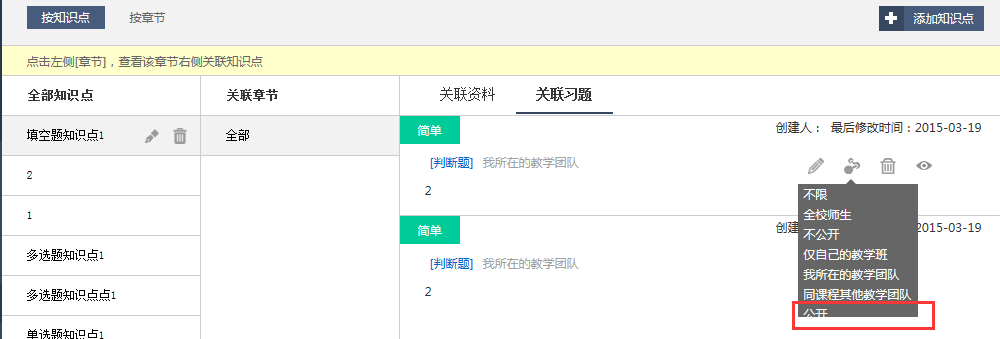 按知识点 按章节 添加知识点
点击左侧[章节]，查看该章节右侧关联知识点
全部知识点 关联章节 关联资料 关联习题
填空题知识点1 全部 简单 创建人： 最后修改时间：2015-03-19
[判断题] 我所在的教学团队
2 2
不限
全校师生
1 简单 创建 2015-03-19
不公开
仅自己的教学班
多选题知识点1 [判断题] 我所在的教学团队
我所在的教学团队
多选题知识点点1 2 同课程其他教学团队
公开
单选题知识点1